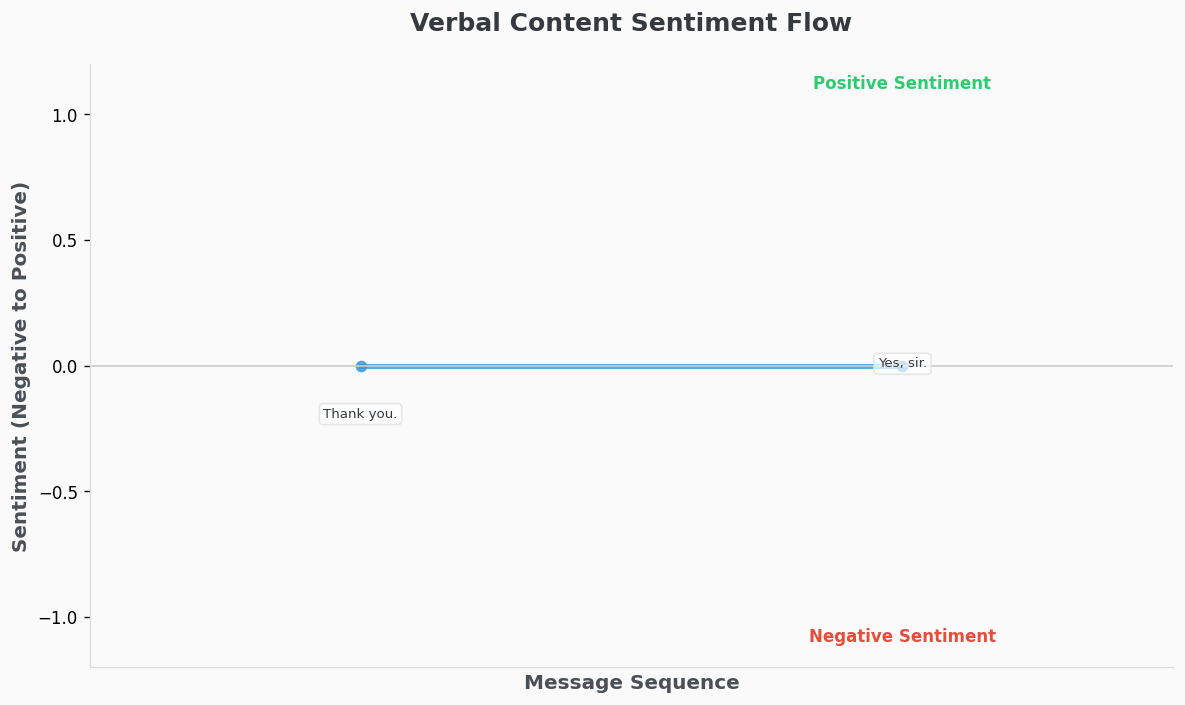 Verbal Content Sentiment Flow
Positive Sentiment
1.0
0.5
0.0
−0.5
−1.0
Sentiment (Negative to Positive)
Yes, sir.
Thank you.
Negative Sentiment
Message Sequence